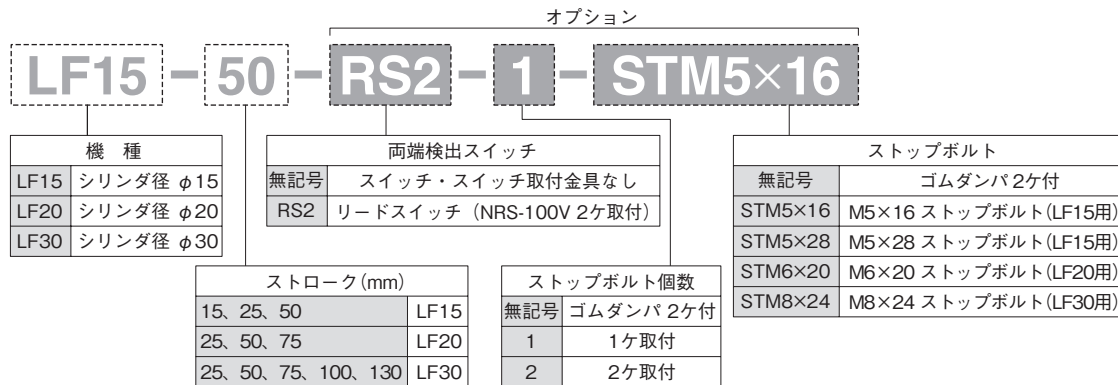 オプション
LF15-50-RS2-1-STM5×16
機 種
LF15 シリンダ径 φ15
LF20 シリンダ径 φ20
LF30 シリンダ径 φ30
両端検出スイッチ
無記号 スイッチ・スイッチ取付金具なし
RS2 リードスイッチ（NRS-100V 2ケ取付）
ストップボルト
無記号 ゴムダンパ 2ケ付
STM5×16 M5×16 ストップボルト(LF15用)
STM5×28 M5×28 ストップボルト(LF15用)
STM6×20 M6×20 ストップボルト(LF20用)
STM8×24 M8×24 ストップボルト(LF30用)
ストローク(mm)
15、25、50 LF15
25、50、75 LF20
25、50、75、100、130 LF30
ストップボルト個数
無記号 ゴムダンパ 2ケ付
1 1ケ取付
2 2ケ取付